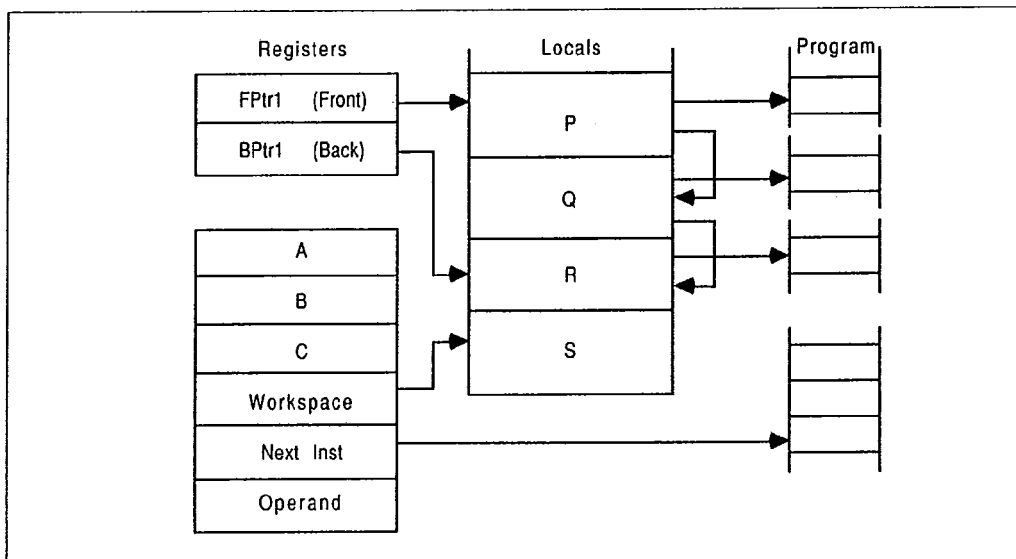 Registers
Locals
Program
FPtr1 (Front)
BPtr1 (Back)
P
Q
R
S
A
B
C
Workspace
Next Inst
Operand